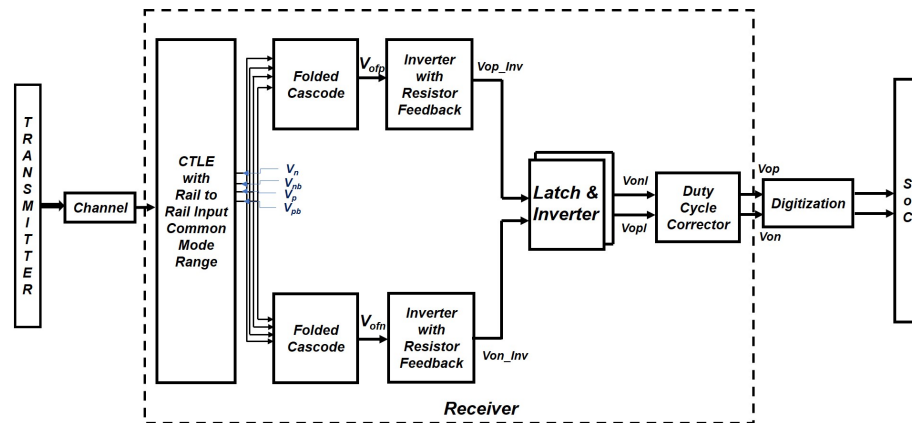 TRANSMITTER
Channel
CTLE
with
Rail to
Rail Input
Common
Mode
Range
Vn
Vnb
Vp
Vpb
Folded
Cascode
Vofp
Inverter
with
Resistor
Feedback
Vop_Inv
Folded
Cascode
Vofn
Inverter
with
Resistor
Feedback
Von_Inv
Latch &
Inverter
Vonl
Vopl
Duty
Cycle
Corrector
Vop
Von
Digitization
S
o
C
Receiver